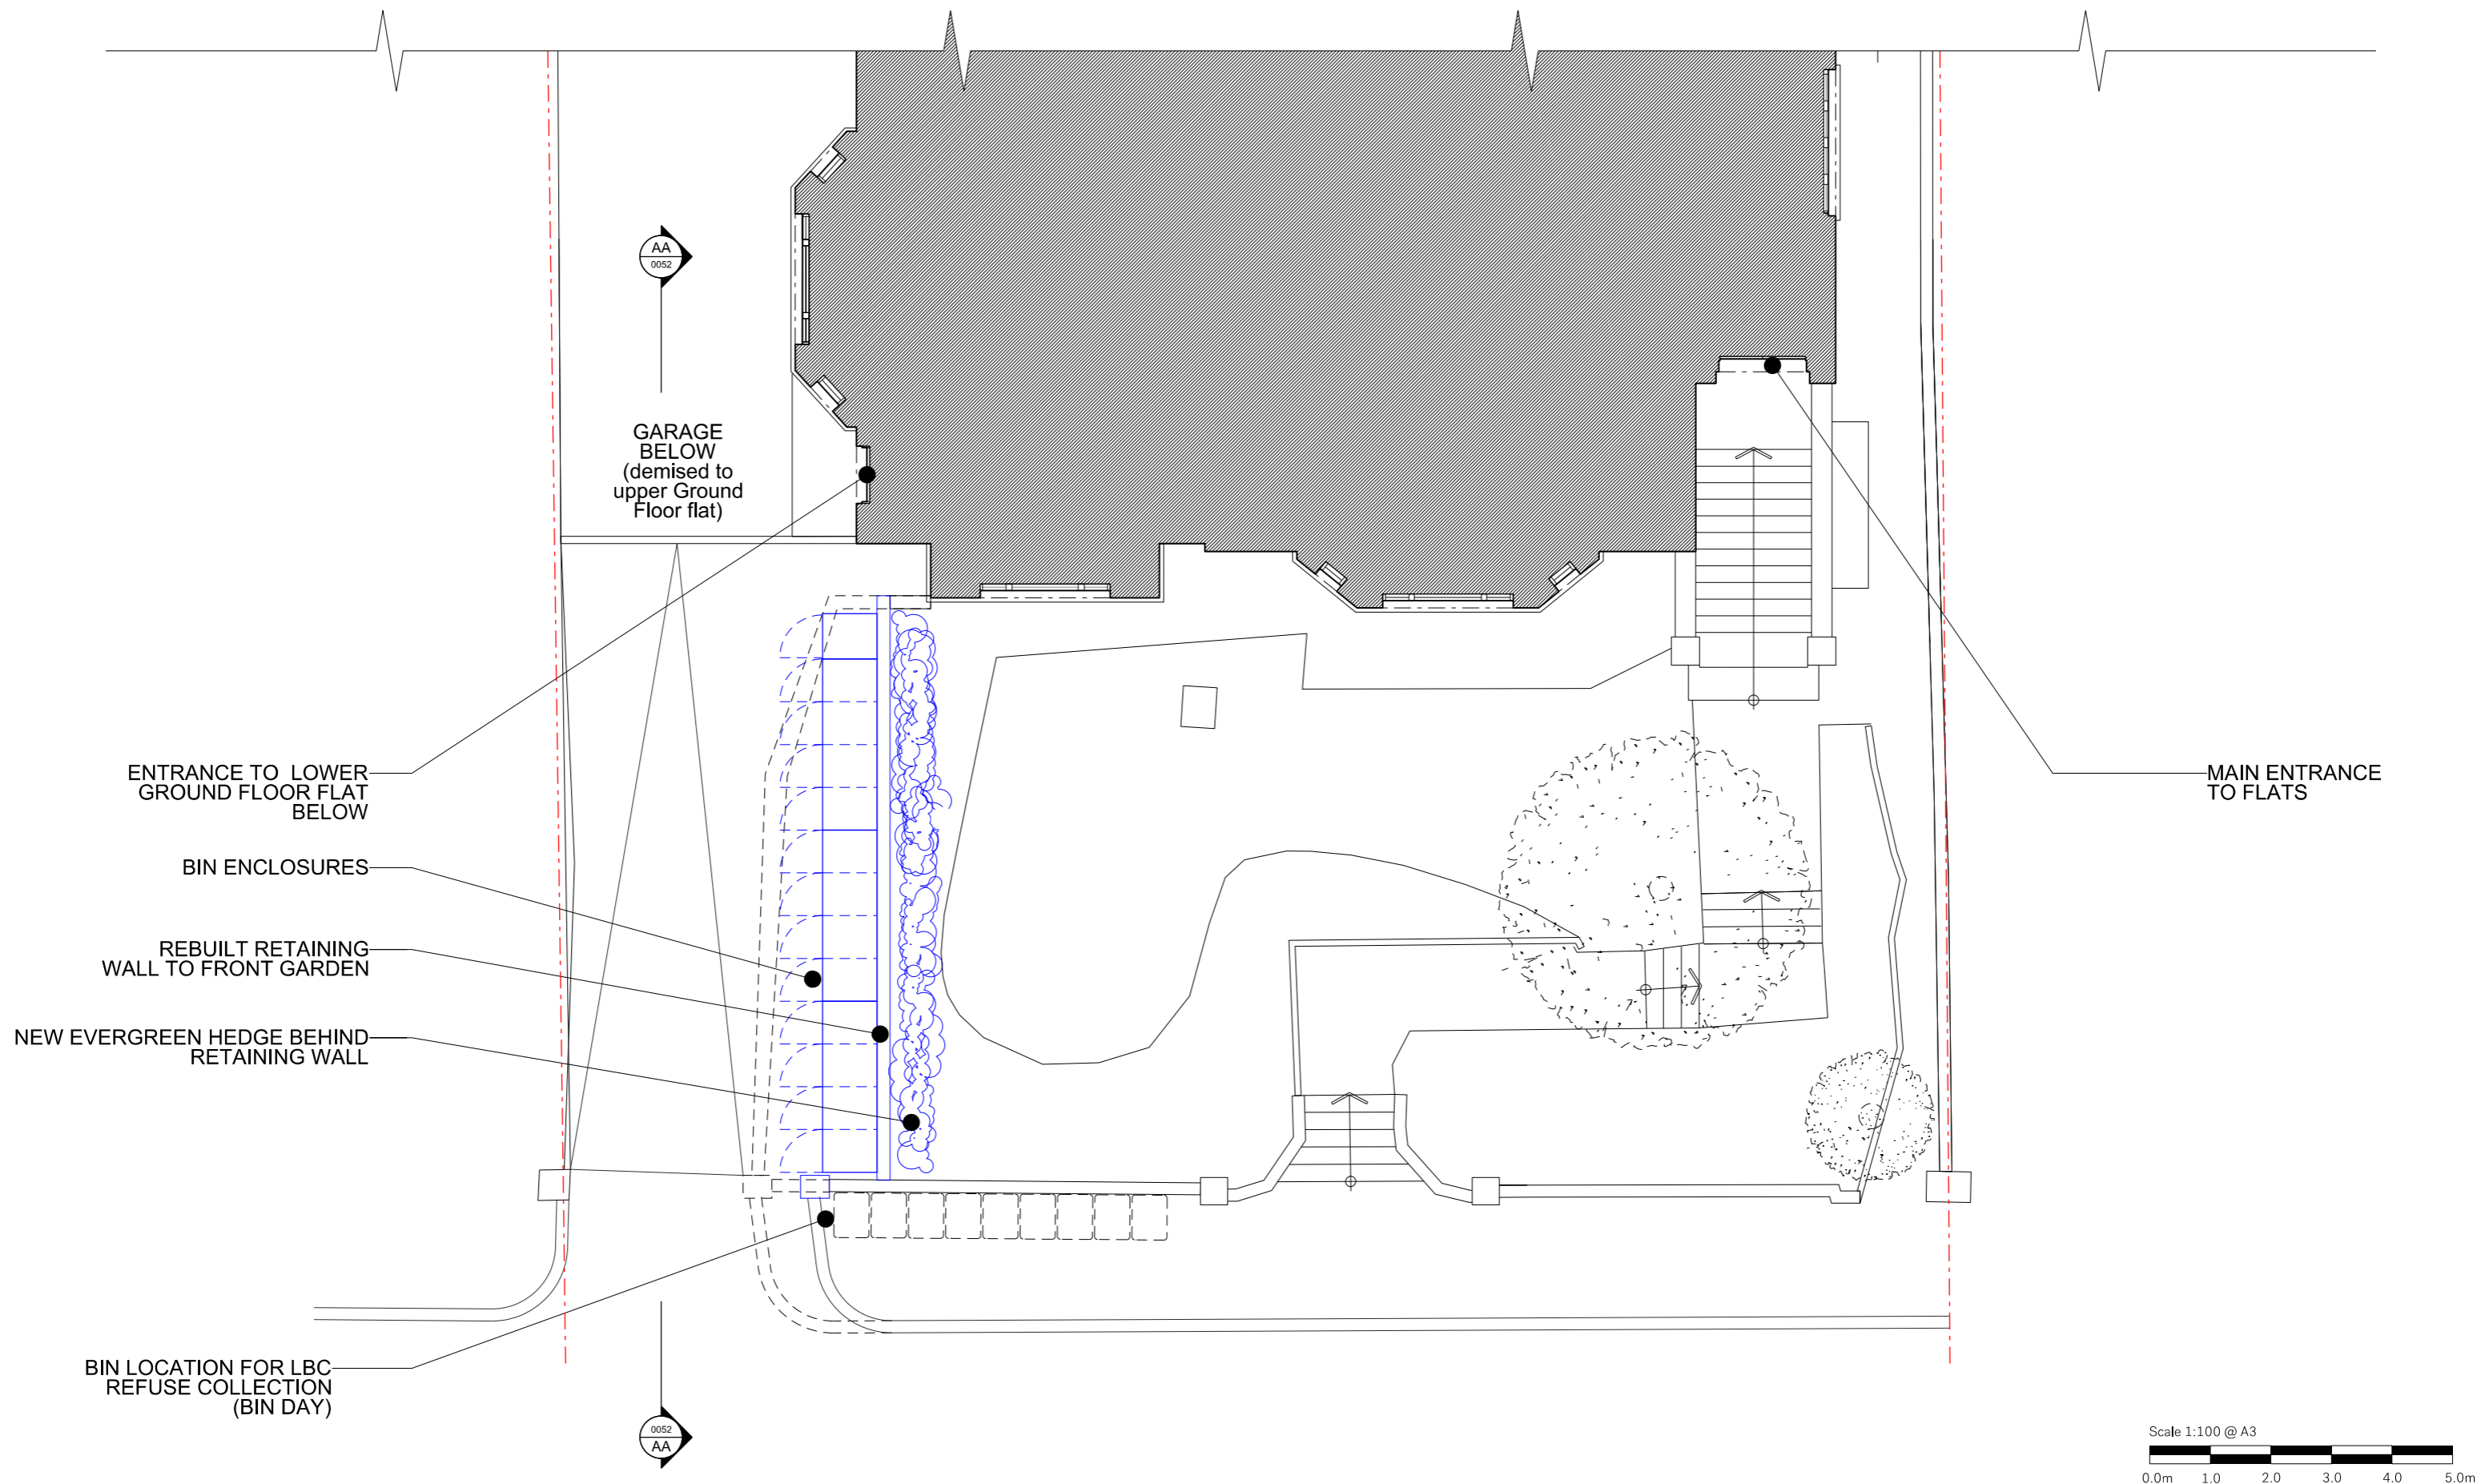 AA
0052
GARAGE
BELOW
(demised to
upper Ground
Floor flat)
ENTRANCE TO LOWER
GROUND FLOOR FLAT
BELOW
MAIN ENTRANCE
TO FLATS
BIN ENCLOSURES
REBUILT RETAINING
WALL TO FRONT GARDEN
NEW EVERGREEN HEDGE BEHIND
RETAINING WALL
BIN LOCATION FOR LBC
REFUSE COLLECTION
(BIN DAY)
0052
AA
Scale 1:100 @ A3
0.0m 1.0 2.0 3.0 4.0 5.0m